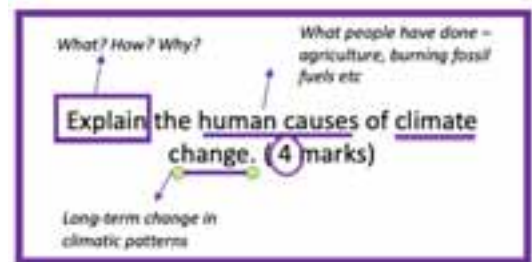 What? How? Why?
What people have done –
agriculture, burning fossil
fuels etc
Explain the human causes of climate
change. (4 marks)
Long-term change in
climatic patterns